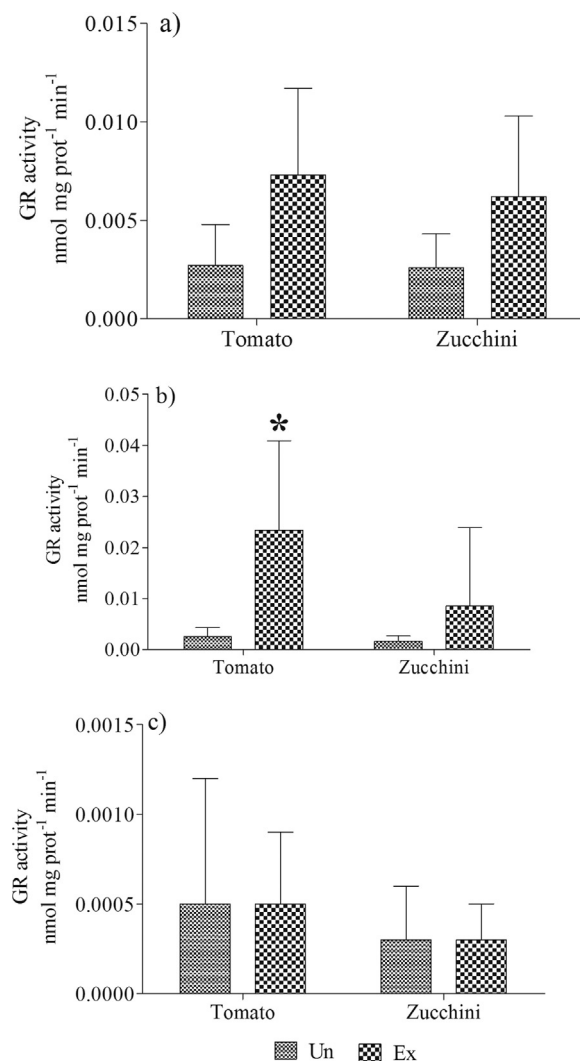 a)
GR activity
nmol mg prot⁻¹ min⁻¹
0.015
0.010
0.005
0.000
Tomato Zucchini
b)
GR activity
nmol mg prot⁻¹ min⁻¹
0.05
0.04
0.03
0.02
0.01
0.00
*
Tomato Zucchini
c)
GR activity
nmol mg prot⁻¹ min⁻¹
0.0015
0.0010
0.0005
0.0000
Tomato Zucchini
Un Ex